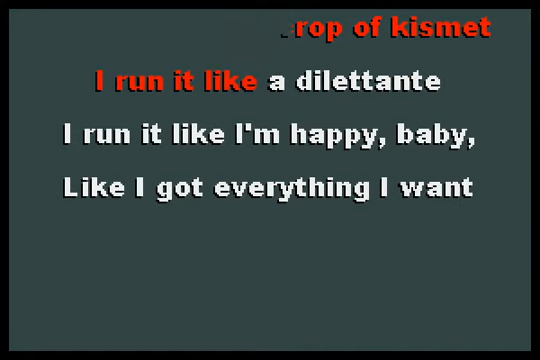 rop of kismet
I run it like a dilettante
I run it like I'm happy, baby,
Like I got everything I want